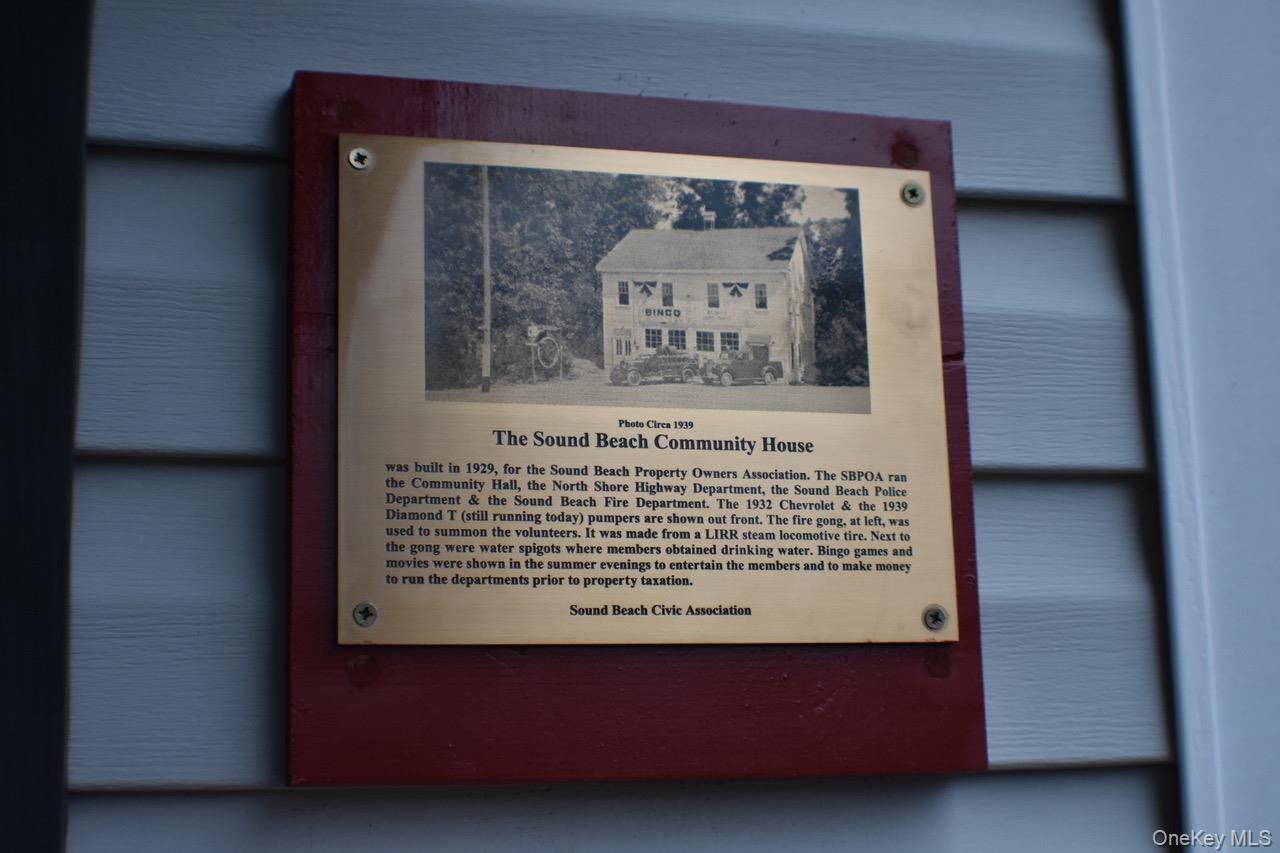 BINGO
Photo Circa 1939
The Sound Beach Community House
was built in 1929, for the Sound Beach Property Owners Association. The SBPOA ran
the Community Hall, the North Shore Highway Department, the Sound Beach Police
Department & the Sound Beach Fire Department. The 1932 Chevrolet & the 1939
Diamond T (still running today) pumpers are shown out front. The fire gong, at left, was
used to summon the volunteers. It was made from a LIRR steam locomotive tire. Next to
the gong were water spigots where members obtained drinking water. Bingo games and
movies were shown in the summer evenings to entertain the members and to make money
to run the departments prior to property taxation.
Sound Beach Civic Association
OneKey MLS